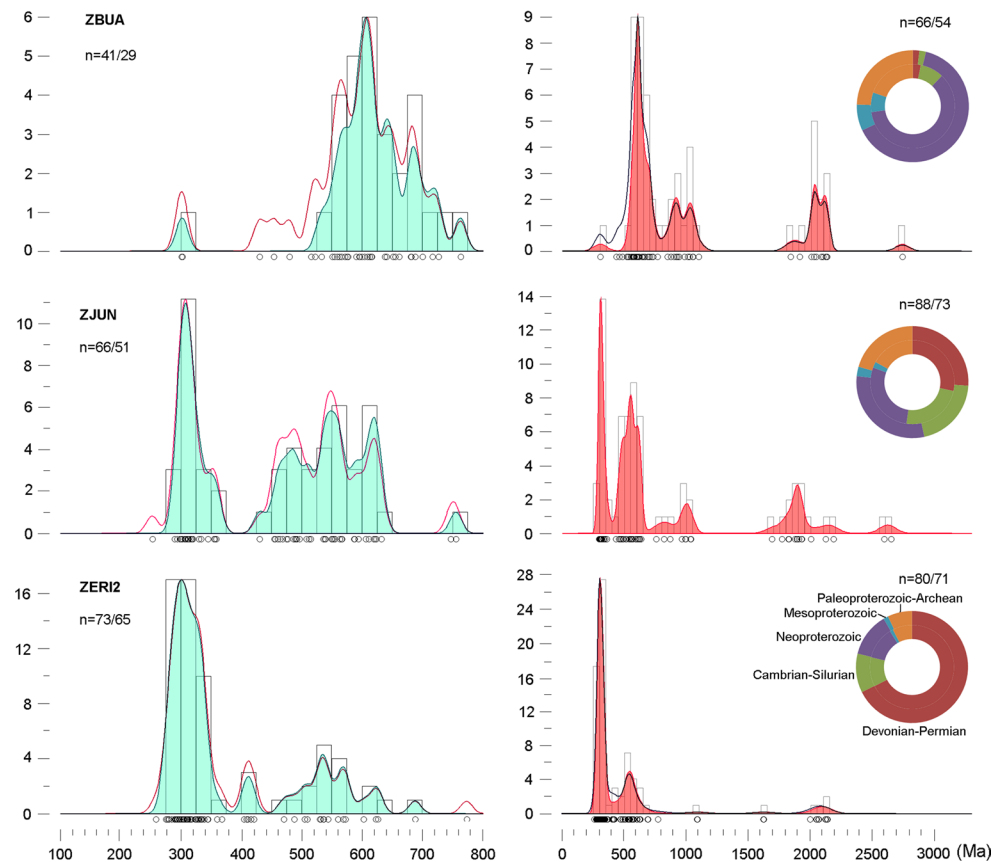 6
5
4
3
2
1
0
ZBUA
n=41/29
9
8
7
6
5
4
3
2
1
0
n=66/54
10
8
6
4
2
0
ZJUN
n=66/51
14
12
10
8
6
4
2
0
n=88/73
16
12
8
4
0
ZERI2
n=73/65
28
24
20
16
12
8
4
0
n=80/71
Paleoproterozoic-Archean
Mesoproterozoic
Neoproterozoic
Cambrian-Silurian
Devonian-Permian
100 200 300 400 500 600 700 800
0 500 1000 1500 2000 2500 3000 (Ma)